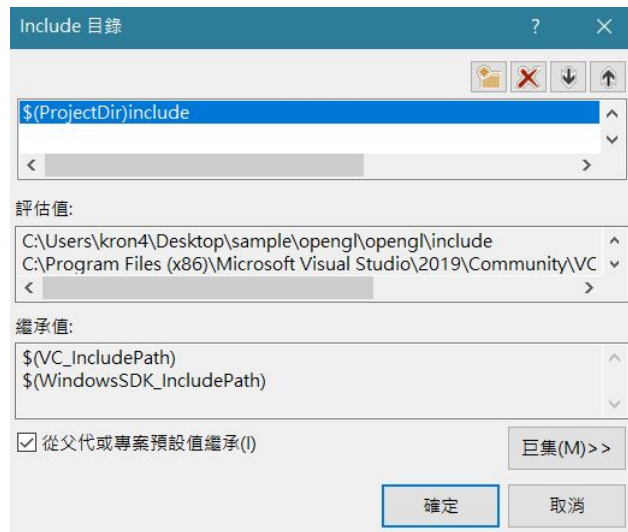 Include 目錄
?
$(ProjectDir)include
評估值:
C:\Users\kron4\Desktop\sample\opengl\opengl\include
C:\Program Files (x86)\Microsoft Visual Studio\2019\Community\VC
繼承值:
$(VC_IncludePath)
$(WindowsSDK_IncludePath)
從父代或專案預設值繼承(I)
巨集(M)>>
確定
取消